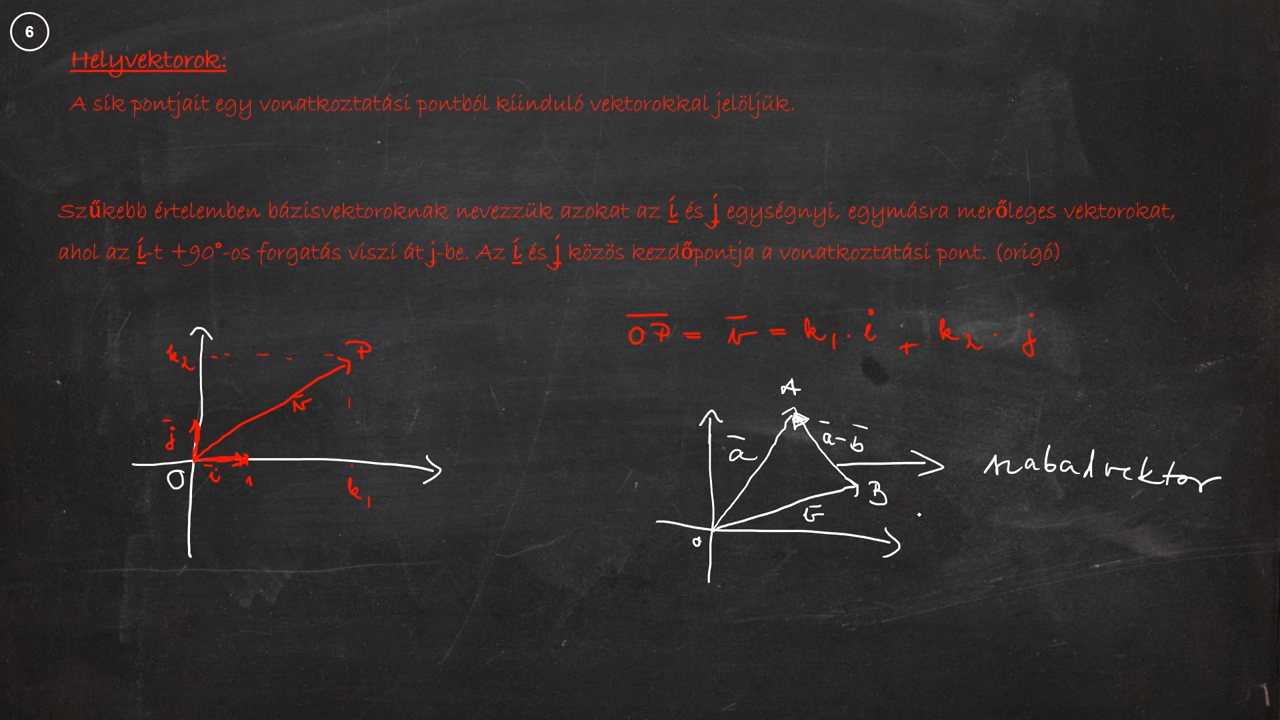 6
Helyvektorok:
A sík pontjait egy vonatkoztatási pontból kiinduló vektorokkal jelöljük.
Szűkebb értelemben bázisvektoroknak nevezzük azokat az i és j egységnyi, egymásra merőleges vektorokat,
ahol az i-t +90°-os forgatás viszi át j-be. Az i és j közös kezdőpontja a vonatkoztatási pont. (origó)
O̅P̅ = v̅ = k₁ · i + k₂ · j
k₂
P
v̅
j̅
O
i̅
1
k₁
A
a̅
a̅-b̅
B
b̅
0
szabadvektor